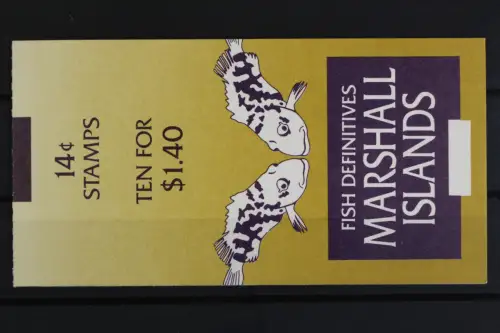 FISH DEFINITIVES
MARSHALL
ISLANDS
14¢
STAMPS
TEN FOR
$1.40